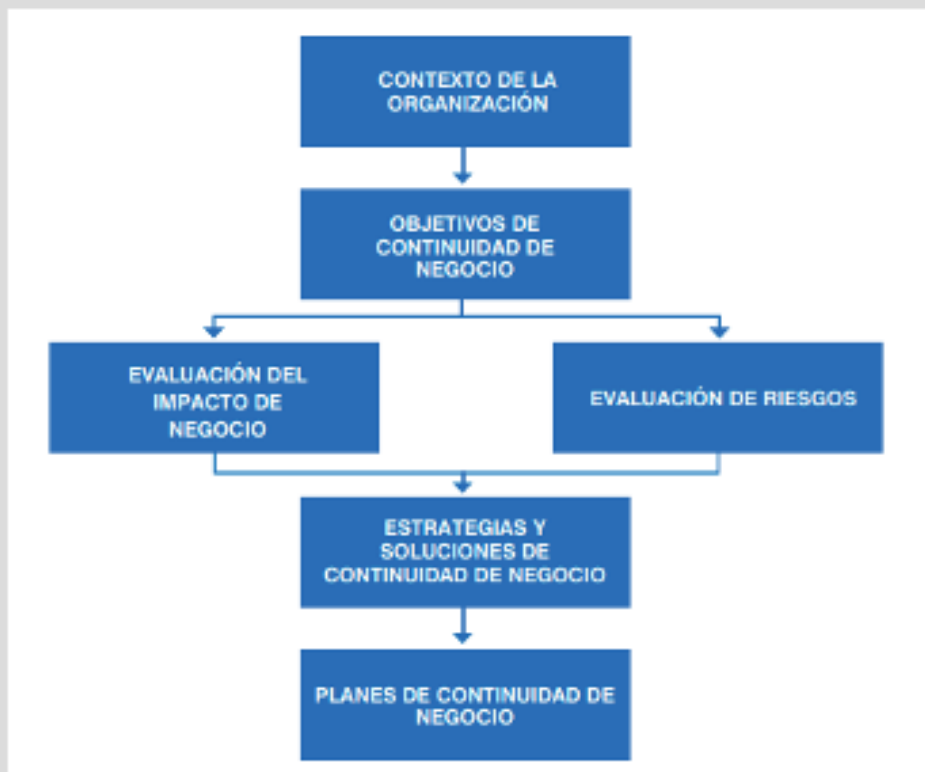 CONTEXTO DE LA
ORGANIZACIÓN
OBJETIVOS DE
CONTINUIDAD DE
NEGOCIO
EVALUACIÓN DEL
IMPACTO DE
NEGOCIO
EVALUACIÓN DE RIESGOS
ESTRATEGIAS Y
SOLUCIONES DE
CONTINUIDAD DE NEGOCIO
PLANES DE CONTINUIDAD DE
NEGOCIO